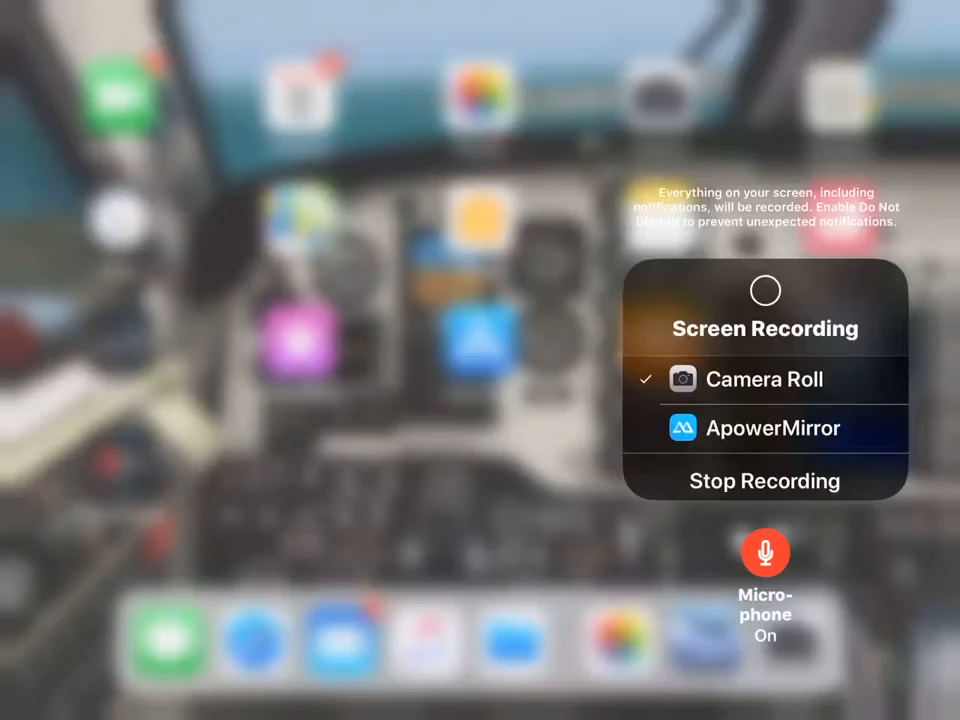 Everything on your screen, including
notifications, will be recorded. Enable Do Not
Disturb to prevent unexpected notifications.
Screen Recording
Camera Roll
ApowerMirror
Stop Recording
Micro-
phone
On